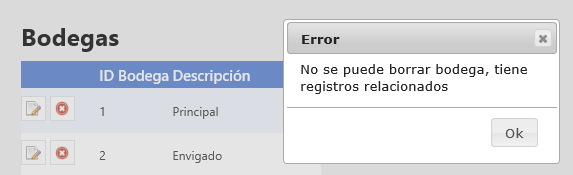 Bodegas
ID Bodega Descripción
1 Principal
2 Envigado
Error
No se puede borrar bodega, tiene
registros relacionados
Ok